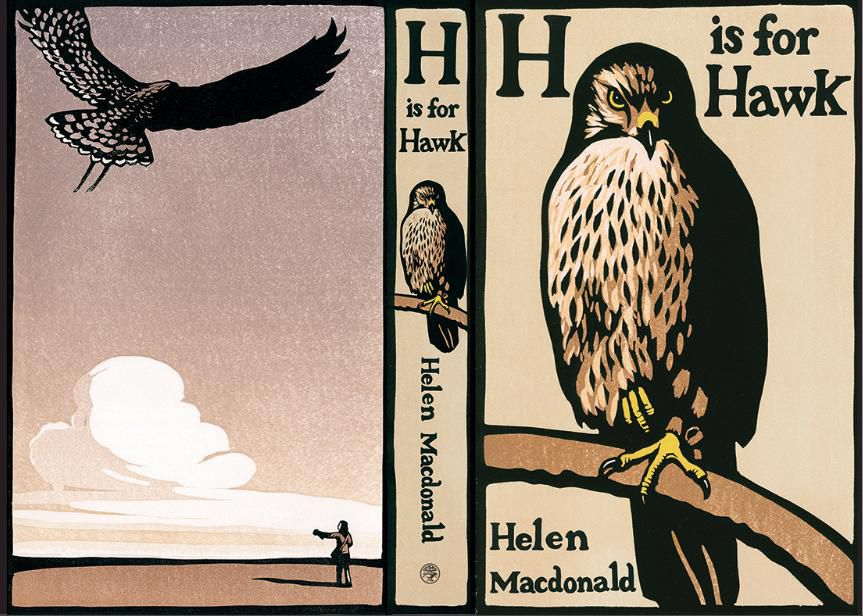 H
is for
Hawk
Helen Macdonald
H is for
Hawk
Helen
Macdonald